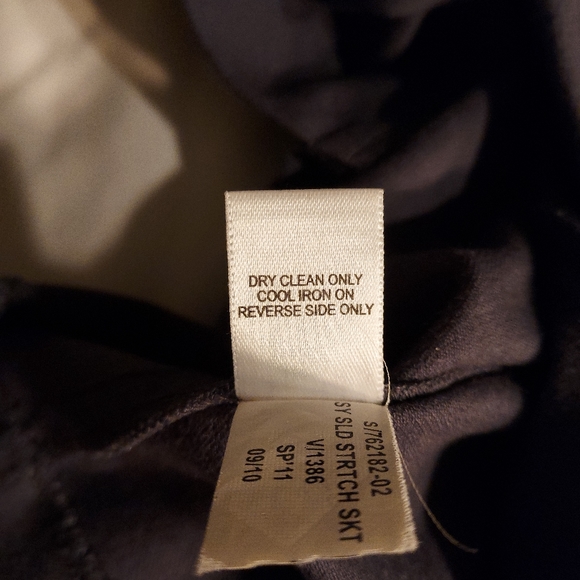 DRY CLEAN ONLY
COOL IRON ON
REVERSE SIDE ONLY
S/762182-02
SY SLD STRTCH SKT
V/1386
SP'11
09/10